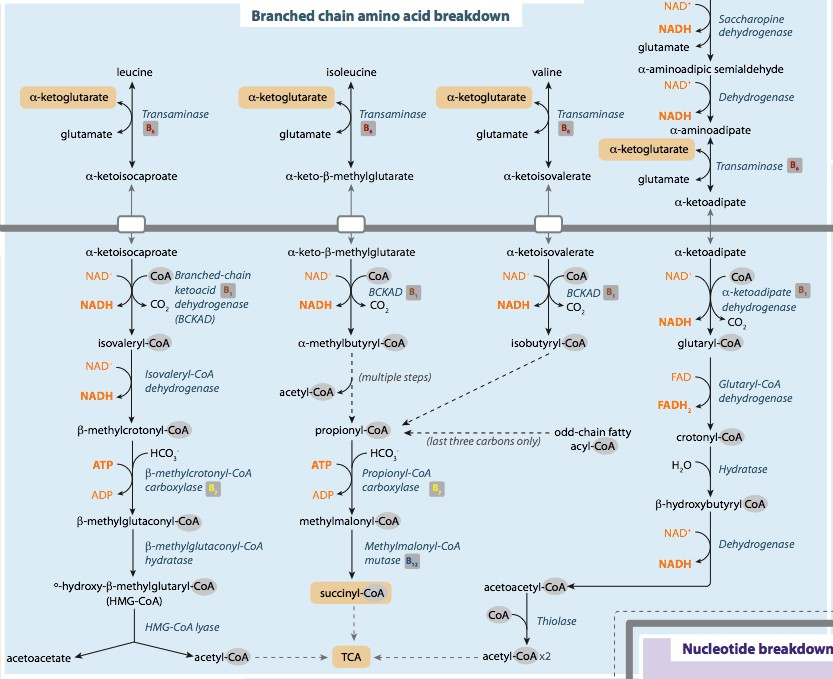 Branched chain amino acid breakdown
NAD⁺
NADH
Saccharopine
dehydrogenase
glutamate
α-aminoadipic semialdehyde
NAD⁺
NADH
Dehydrogenase
α-aminoadipate
α-ketoglutarate
glutamate
Transaminase B₆
α-ketoadipate
leucine
α-ketoglutarate
glutamate
Transaminase
B₆
α-ketoisocaproate
isoleucine
α-ketoglutarate
glutamate
Transaminase
B₆
α-keto-β-methylglutarate
valine
α-ketoglutarate
glutamate
Transaminase
B₆
α-ketoisovalerate
α-ketoisocaproate
NAD⁺
NADH
CoA
CO₂
Branched-chain
ketoacid B₁
dehydrogenase
(BCKAD)
isovaleryl-CoA
NAD⁺
NADH
Isovaleryl-CoA
dehydrogenase
β-methylcrotonyl-CoA
HCO₃⁻
ATP
ADP
β-methylcrotonyl-CoA
carboxylase B₇
β-methylglutaconyl-CoA
β-methylglutaconyl-CoA
hydratase
°-hydroxy-β-methylglutaryl-CoA
(HMG-CoA)
HMG-CoA lyase
acetoacetate
acetyl-CoA
α-keto-β-methylglutarate
NAD⁺
NADH
CoA
CO₂
BCKAD B₁
α-methylbutyryl-CoA
(multiple steps)
acetyl-CoA
propionyl-CoA
HCO₃⁻
ATP
ADP
Propionyl-CoA
carboxylase B₇
methylmalonyl-CoA
Methylmalonyl-CoA
mutase B₁₂
succinyl-CoA
TCA
α-ketoisovalerate
NAD⁺
NADH
CoA
CO₂
BCKAD B₁
isobutyryl-CoA
(last three carbons only)
odd-chain fatty
acyl-CoA
α-ketoadipate
NAD⁺
NADH
CoA
CO₂
α-ketoadipate B₁
dehydrogenase
glutaryl-CoA
FAD
FADH₂
Glutaryl-CoA
dehydrogenase
crotonyl-CoA
H₂O
Hydratase
β-hydroxybutyryl CoA
NAD⁺
NADH
Dehydrogenase
acetoacetyl-CoA
CoA
Thiolase
acetyl-CoA x2
Nucleotide breakdown